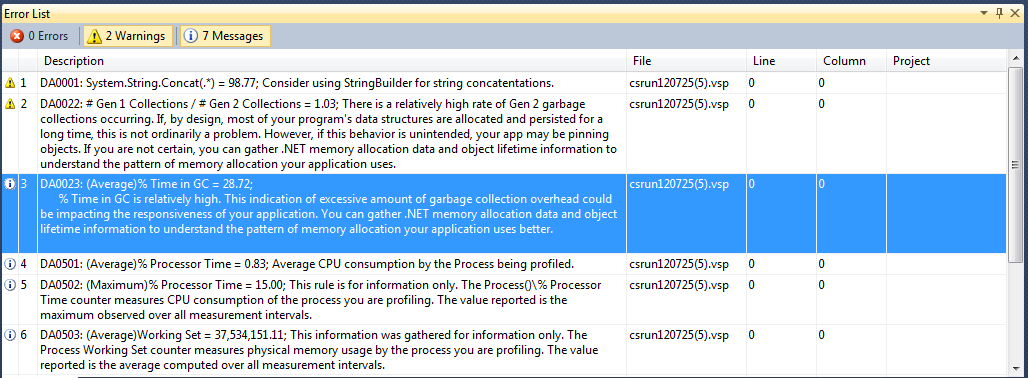 Error List
0 Errors 2 Warnings 7 Messages
Description File Line Column Project
1 DA0001: System.String.Concat(.*) = 98.77; Consider using StringBuilder for string concatentations. csrun120725(5).vsp 0 0
2 DA0022: # Gen 1 Collections / # Gen 2 Collections = 1.03; There is a relatively high rate of Gen 2 garbage csrun120725(5).vsp 0 0
collections occurring. If, by design, most of your program's data structures are allocated and persisted for a
long time, this is not ordinarily a problem. However, if this behavior is unintended, your app may be pinning
objects. If you are not certain, you can gather .NET memory allocation data and object lifetime information to
understand the pattern of memory allocation your application uses.
3 DA0023: (Average)% Time in GC = 28.72; csrun120725(5).vsp 0 0
% Time in GC is relatively high. This indication of excessive amount of garbage collection overhead could
be impacting the responsiveness of your application. You can gather .NET memory allocation data and object
lifetime information to understand the pattern of memory allocation your application uses better.
4 DA0501: (Average)% Processor Time = 0.83; Average CPU consumption by the Process being profiled. csrun120725(5).vsp 0 0
5 DA0502: (Maximum)% Processor Time = 15.00; This rule is for information only. The Process()\% Processor csrun120725(5).vsp 0 0
Time counter measures CPU consumption of the process you are profiling. The value reported is the
maximum observed over all measurement intervals.
6 DA0503: (Average)Working Set = 37,534,151.11; This information was gathered for information only. The csrun120725(5).vsp 0 0
Process Working Set counter measures physical memory usage by the process you are profiling. The value
reported is the average computed over all measurement intervals.